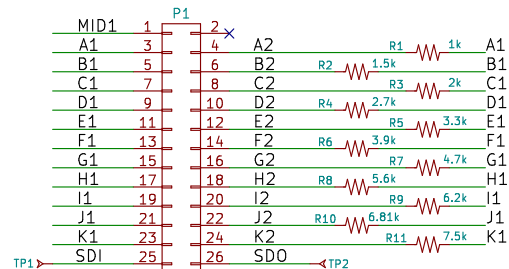 P1
MID1 1 2
A1 3 4 A2 R1 1k A1
B1 5 6 B2 R2 1.5k B1
C1 7 8 C2 R3 2k C1
D1 9 10 D2 R4 2.7k D1
E1 11 12 E2 R5 3.3k E1
F1 13 14 F2 R6 3.9k F1
G1 15 16 G2 R7 4.7k G1
H1 17 18 H2 R8 5.6k H1
I1 19 20 I2 R9 6.2k I1
J1 21 22 J2 R10 6.81k J1
K1 23 24 K2 R11 7.5k K1
TP1 SDI 25 26 SDO TP2